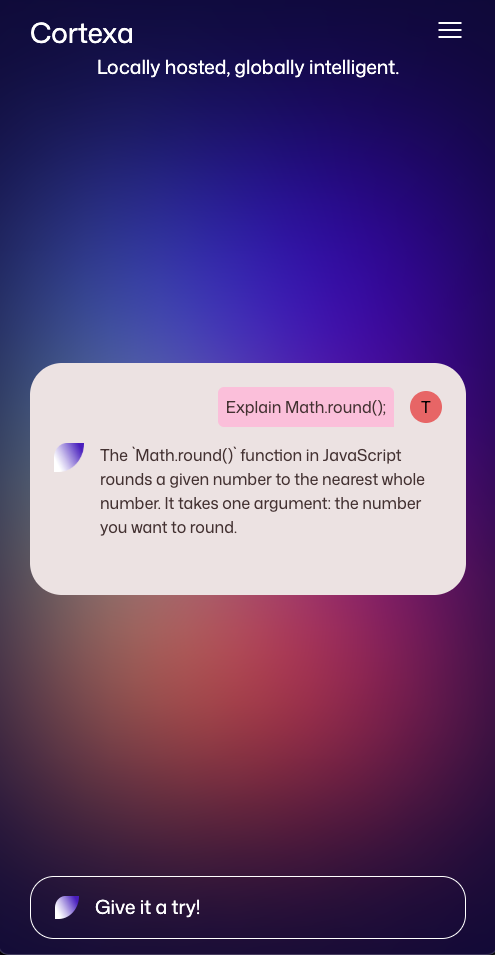 Cortexa
Locally hosted, globally intelligent.
Explain Math.round();
T
The `Math.round()` function in JavaScript
rounds a given number to the nearest whole
number. It takes one argument: the number
you want to round.
Give it a try!